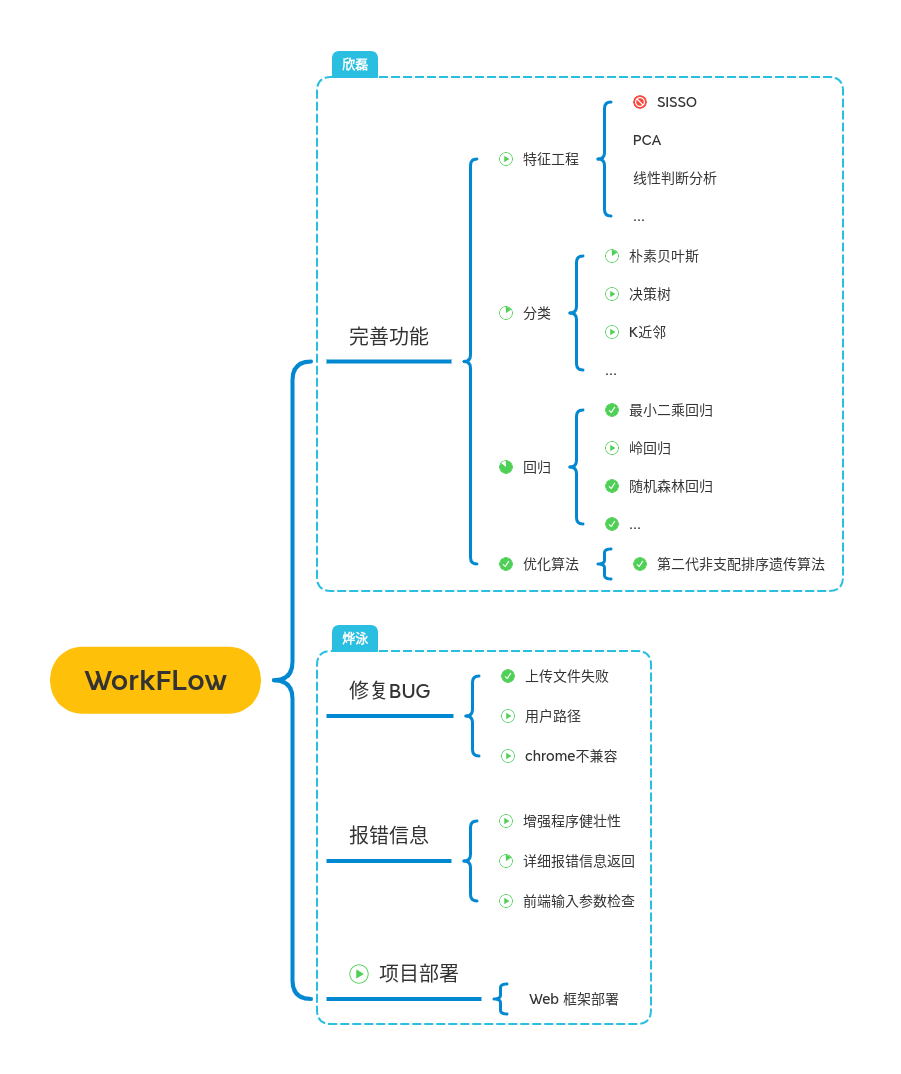 欣磊
SISSO
PCA
特征工程
线性判断分析
...
朴素贝叶斯
决策树
分类
K近邻
...
完善功能
最小二乘回归
岭回归
回归
随机森林回归
...
优化算法
第二代非支配排序遗传算法
WorkFLow
烨泳
修复BUG
上传文件失败
用户路径
chrome不兼容
报错信息
增强程序健壮性
详细报错信息返回
前端输入参数检查
项目部署
Web 框架部署